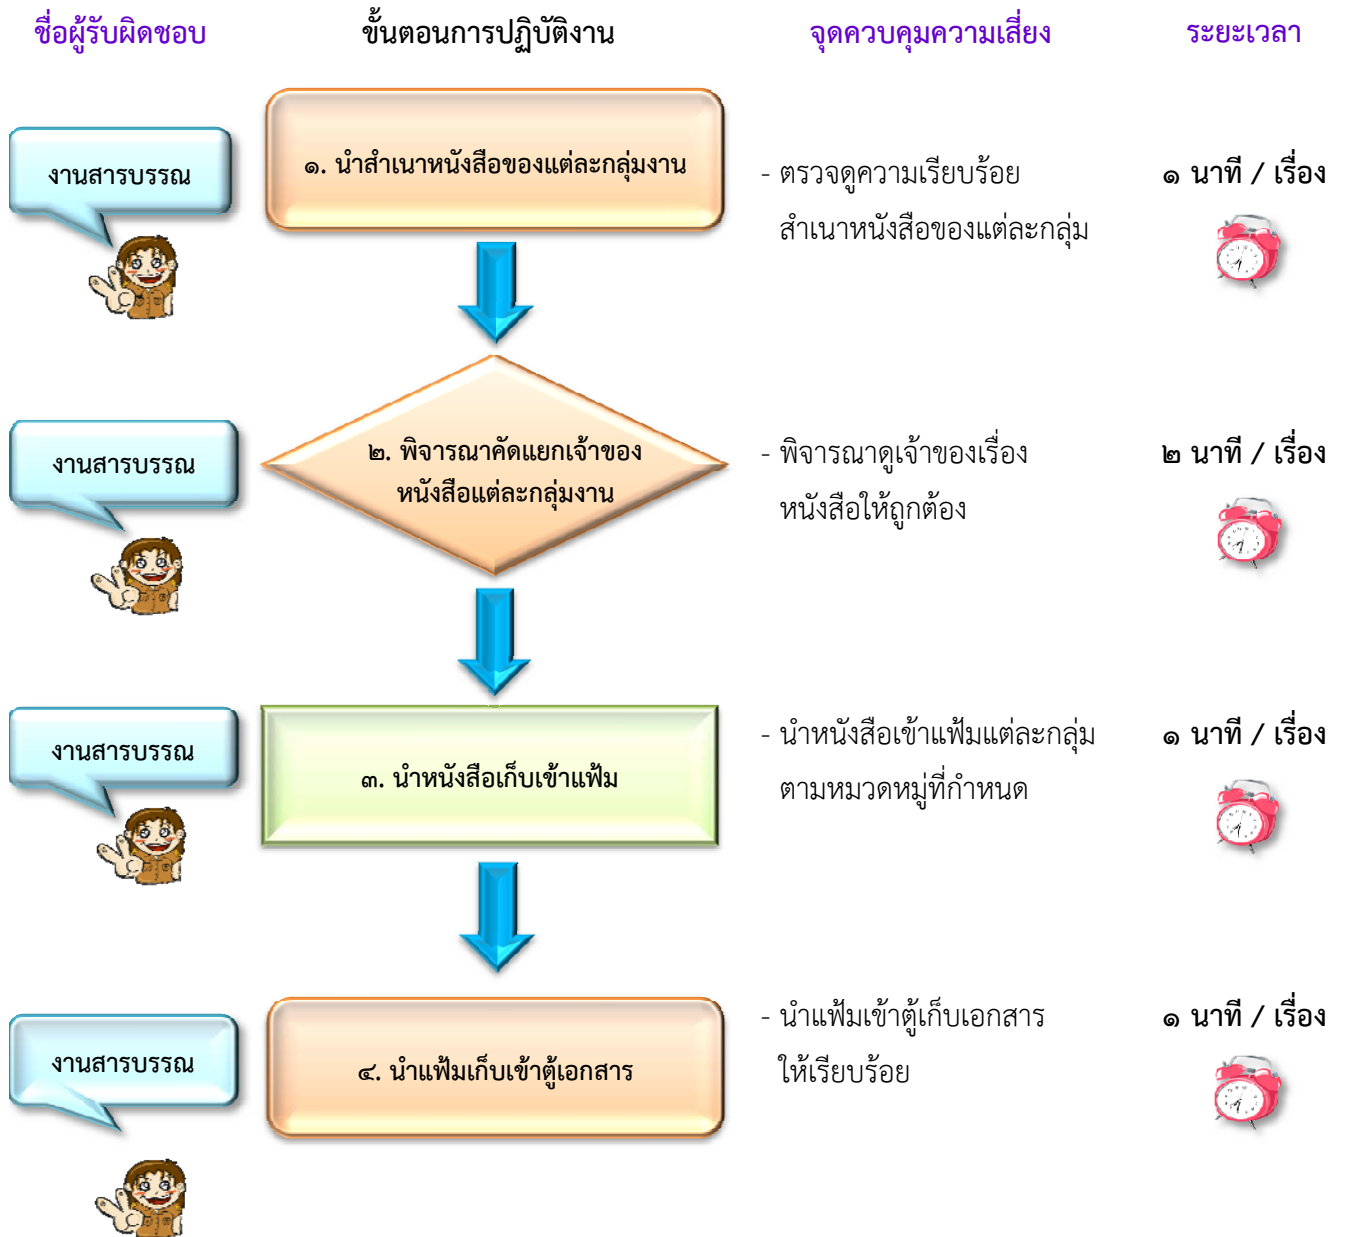 ชื่อผู้รับผิดชอบ ขั้นตอนการปฏิบัติงาน จุดควบคุมความเสี่ยง ระยะเวลา
งานสารบรรณ
๑. นำสำเนาหนังสือของแต่ละกลุ่มงาน
- ตรวจดูความเรียบร้อย
สำเนาหนังสือของแต่ละกลุ่ม
๑ นาที / เรื่อง
งานสารบรรณ
๒. พิจารณาคัดแยกเจ้าของ
หนังสือแต่ละกลุ่มงาน
- พิจารณาดูเจ้าของเรื่อง
หนังสือให้ถูกต้อง
๒ นาที / เรื่อง
งานสารบรรณ
๓. นำหนังสือเก็บเข้าแฟ้ม
- นำหนังสือเข้าแฟ้มแต่ละกลุ่ม
ตามหมวดหมู่ที่กำหนด
๑ นาที / เรื่อง
งานสารบรรณ
๔. นำแฟ้มเก็บเข้าตู้เอกสาร
- นำแฟ้มเข้าตู้เก็บเอกสาร
ให้เรียบร้อย
๑ นาที / เรื่อง